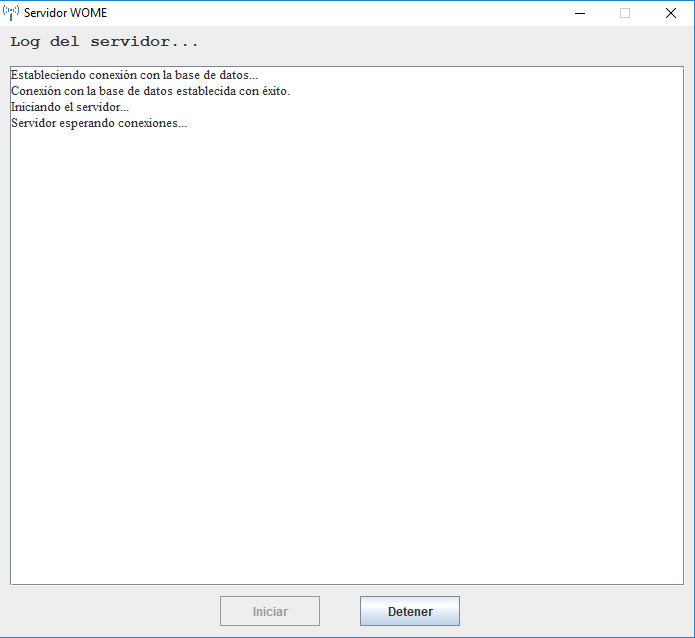 Servidor WOME
Log del servidor...
Estableciendo conexión con la base de datos...
Conexión con la base de datos establecida con éxito.
Iniciando el servidor...
Servidor esperando conexiones...
Iniciar
Detener